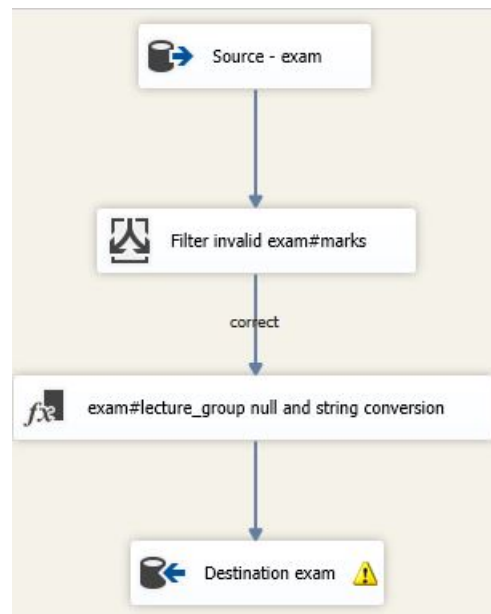 Source - exam
Filter invalid exam#marks
correct
exam#lecture_group null and string conversion
Destination exam